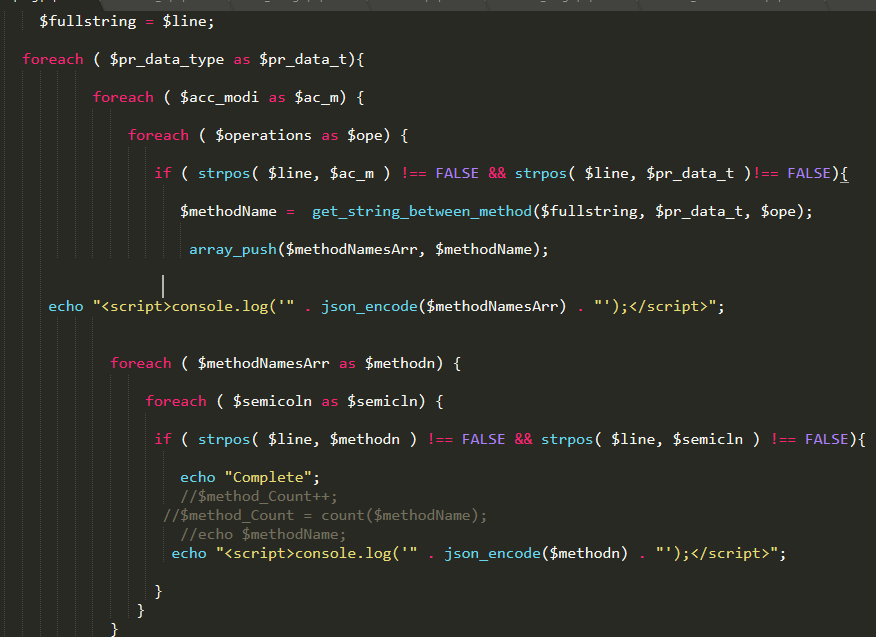 $fullstring = $line;
foreach ( $pr_data_type as $pr_data_t){
foreach ( $acc_modi as $ac_m) {
foreach ( $operations as $ope) {
if ( strpos( $line, $ac_m ) !== FALSE && strpos( $line, $pr_data_t )!== FALSE){
$methodName =  get_string_between_method($fullstring, $pr_data_t, $ope);
array_push($methodNamesArr, $methodName);
echo "<script>console.log('" . json_encode($methodNamesArr) . "');</script>";
foreach ( $methodNamesArr as $methodn) {
foreach ( $semicoln as $semicln) {
if ( strpos( $line, $methodn ) !== FALSE && strpos( $line, $semicln ) !== FALSE){
echo "Complete";
//$method_Count++;
//$method_Count = count($methodName);
//echo $methodName;
echo "<script>console.log('" . json_encode($methodn) . "');</script>";
}
}
}